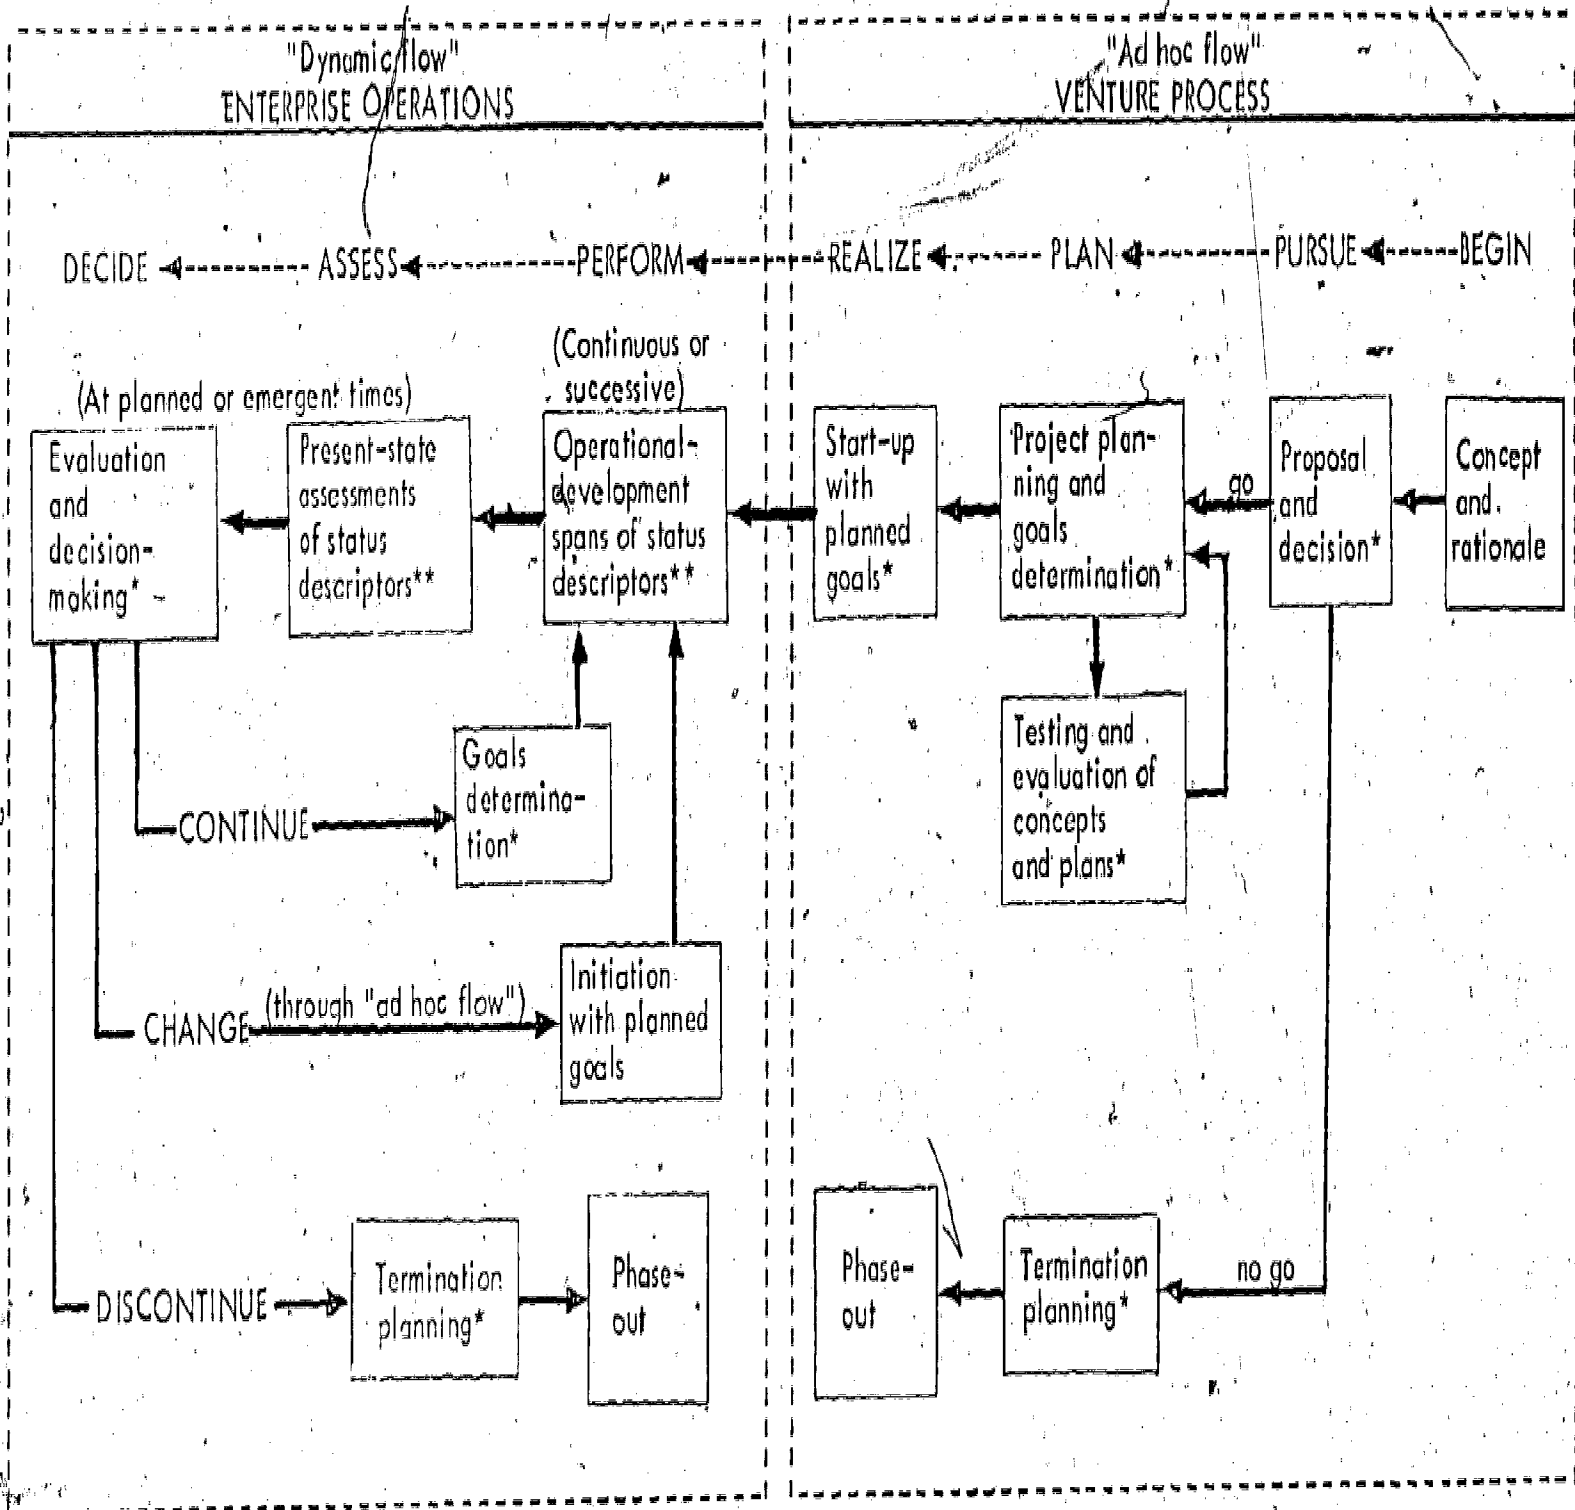 "Dynamic flow"
ENTERPRISE OPERATIONS
"Ad hoc flow"
VENTURE PROCESS
DECIDE
ASSESS
PERFORM
REALIZE
PLAN
PURSUE
BEGIN
(At planned or emergent times)
(Continuous or
successive)
Evaluation
and
decision-
making*
Present-state
assessments
of status
descriptors**
Operational-
development
spans of status
descriptors**
Start-up
with
planned
goals*
Project plan-
ning and
goals
determination*
go
Proposal
and
decision*
Concept
and
rationale
Testing and
evaluation of
concepts
and plans*
CONTINUE
Goals
determina-
tion*
CHANGE
(through "ad hoc flow")
Initiation
with planned
goals
DISCONTINUE
Termination
planning*
Phase-
out
Phase-
out
Termination
planning*
no go